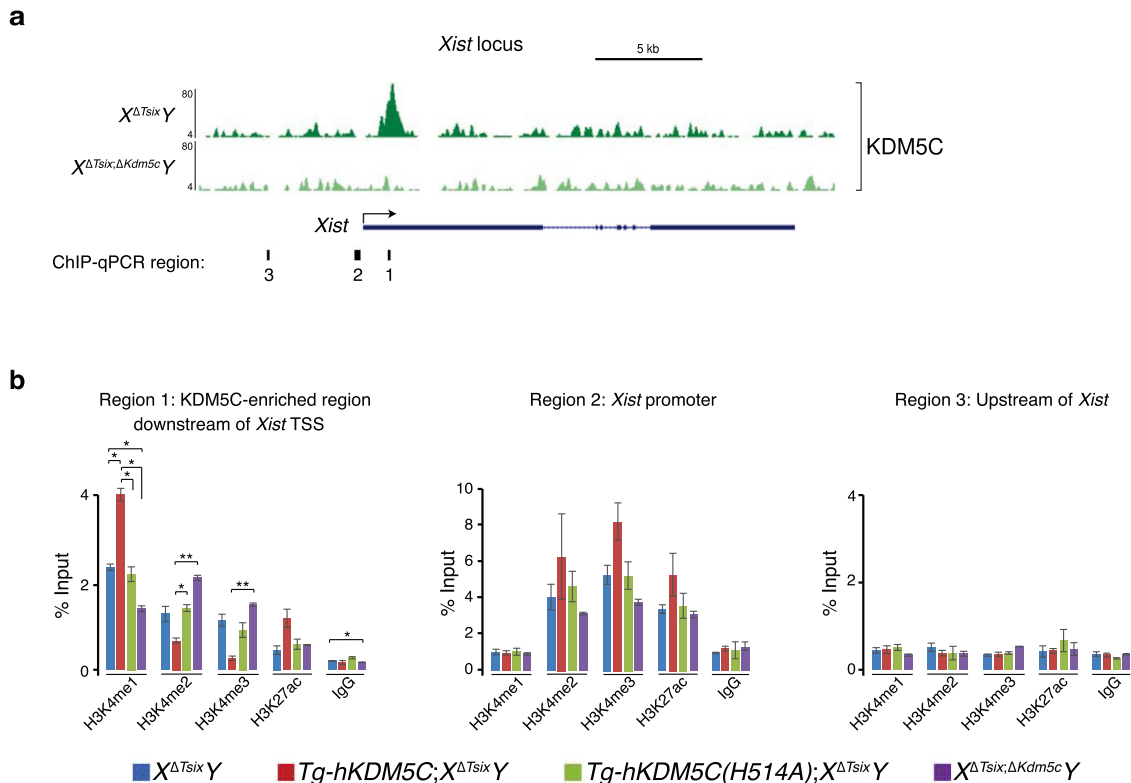 a
Xist locus
5 kb
80
X^ΔTsix Y
4
80
X^ΔTsix;ΔKdm5c Y
4
KDM5C
Xist
ChIP-qPCR region:
3 2 1
b
Region 1: KDM5C-enriched region
downstream of Xist TSS
* 
* *
*
**
*
**
*
4
2
0
% Input
H3K4me1 H3K4me2 H3K4me3 H3K27ac IgG
Region 2: Xist promoter
10
8
6
4
2
0
% Input
H3K4me1 H3K4me2 H3K4me3 H3K27ac IgG
Region 3: Upstream of Xist
4
2
0
% Input
H3K4me1 H3K4me2 H3K4me3 H3K27ac IgG
X^ΔTsix Y Tg-hKDM5C;X^ΔTsix Y Tg-hKDM5C(H514A);X^ΔTsix Y X^ΔTsix;ΔKdm5c Y